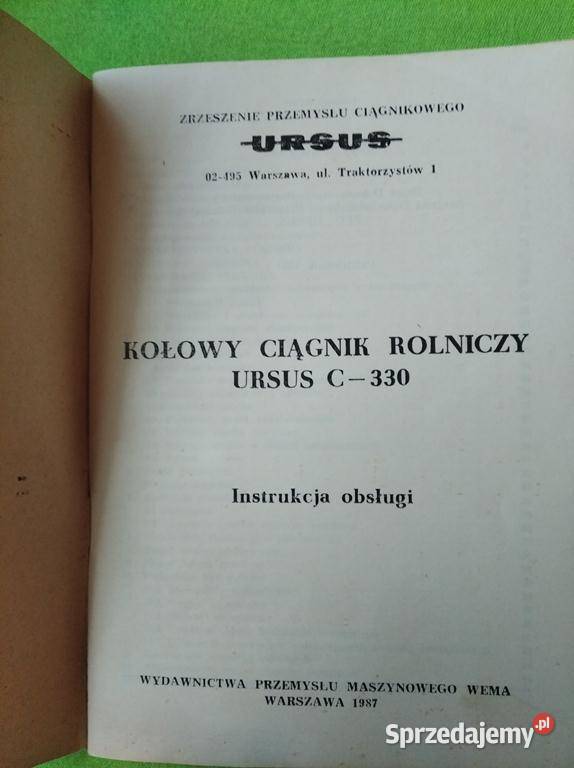 ZRZESZENIE PRZEMYSŁU CIĄGNIKOWEGO
URSUS
02-495 Warszawa, ul. Traktorzystów 1
KOŁOWY CIĄGNIK ROLNICZY
URSUS C—330
Instrukcja obsługi
WYDAWNICTWA PRZEMYSŁU MASZYNOWEGO WEMA
WARSZAWA 1987
Sprzedajemy.pl